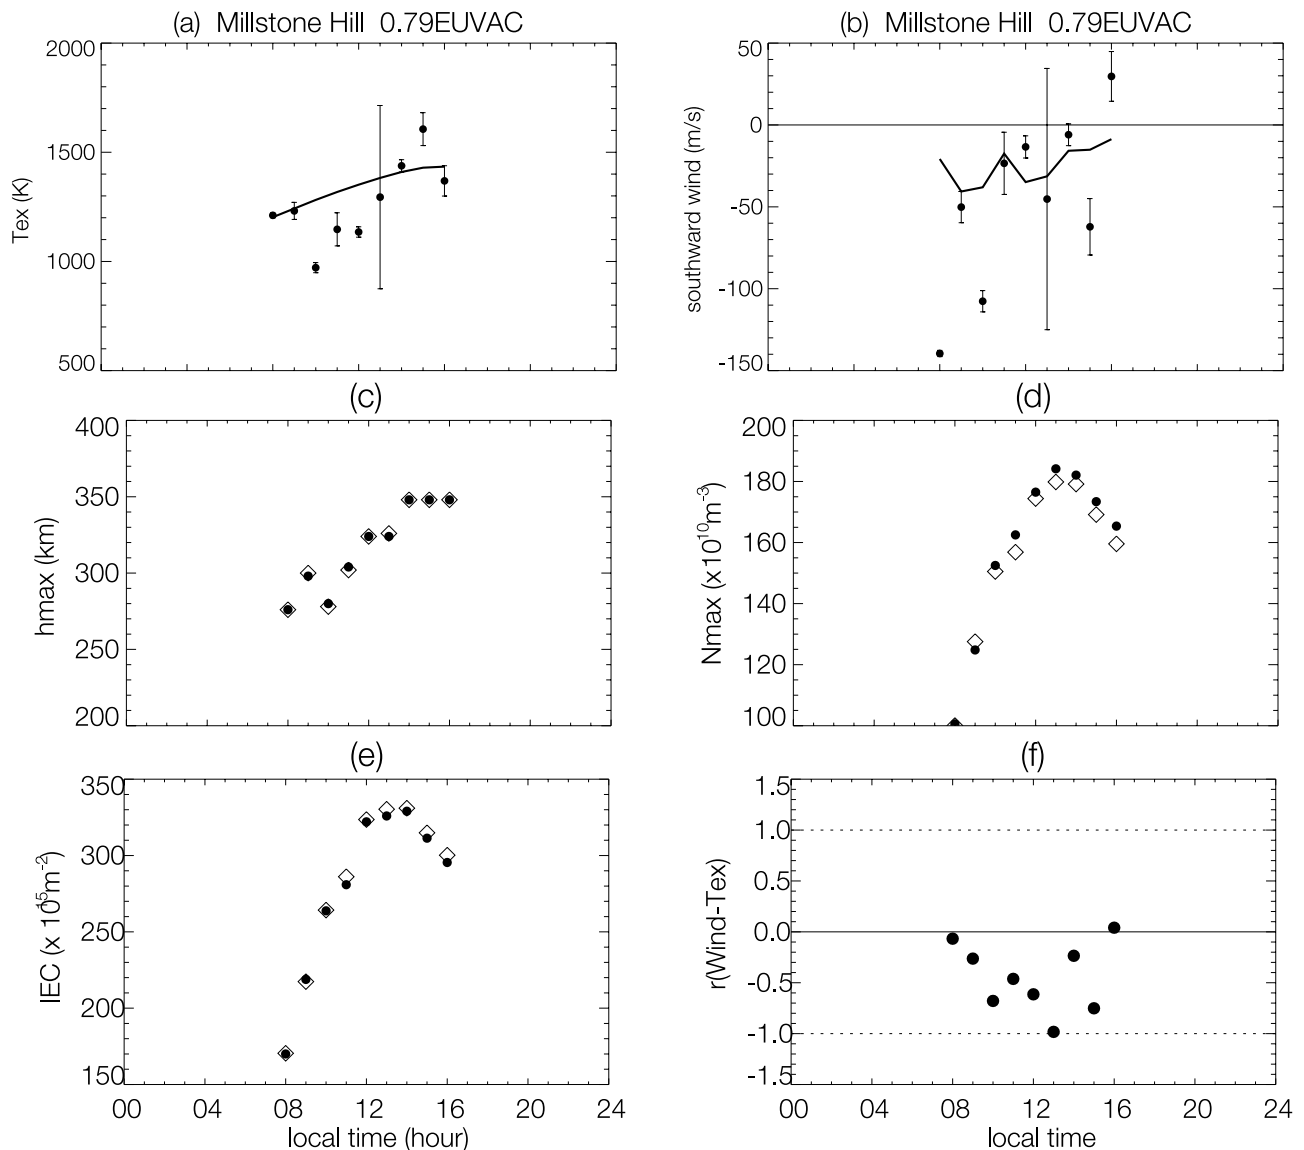 (a) Millstone Hill 0.79EUVAC
(b) Millstone Hill 0.79EUVAC
2000
1500
1000
500
Tex (K)
50
0
-50
-100
-150
southward wind (m/s)
(c)
(d)
400
350
300
250
200
hmax (km)
200
180
160
140
120
100
Nmax (x10¹⁰m⁻³)
(e)
(f)
350
300
250
200
150
IEC (x 10¹⁵m⁻²)
1.5
1.0
0.5
0.0
-0.5
-1.0
-1.5
r(Wind-Tex)
00 04 08 12 16 20 24
00 04 08 12 16 20 24
local time (hour)
local time